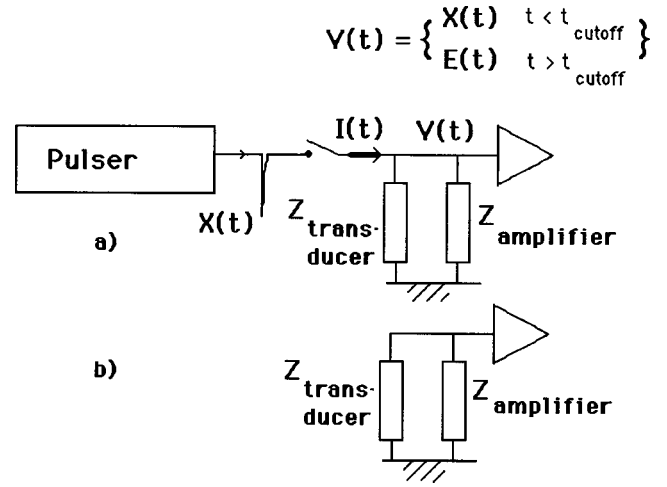 V(t) = { X(t) t < t cutoff }
E(t) t > t cutoff
I(t) V(t)
Pulser
X(t)
Z trans-
ducer
Z amplifier
a)
b)
Z trans-
ducer
Z amplifier